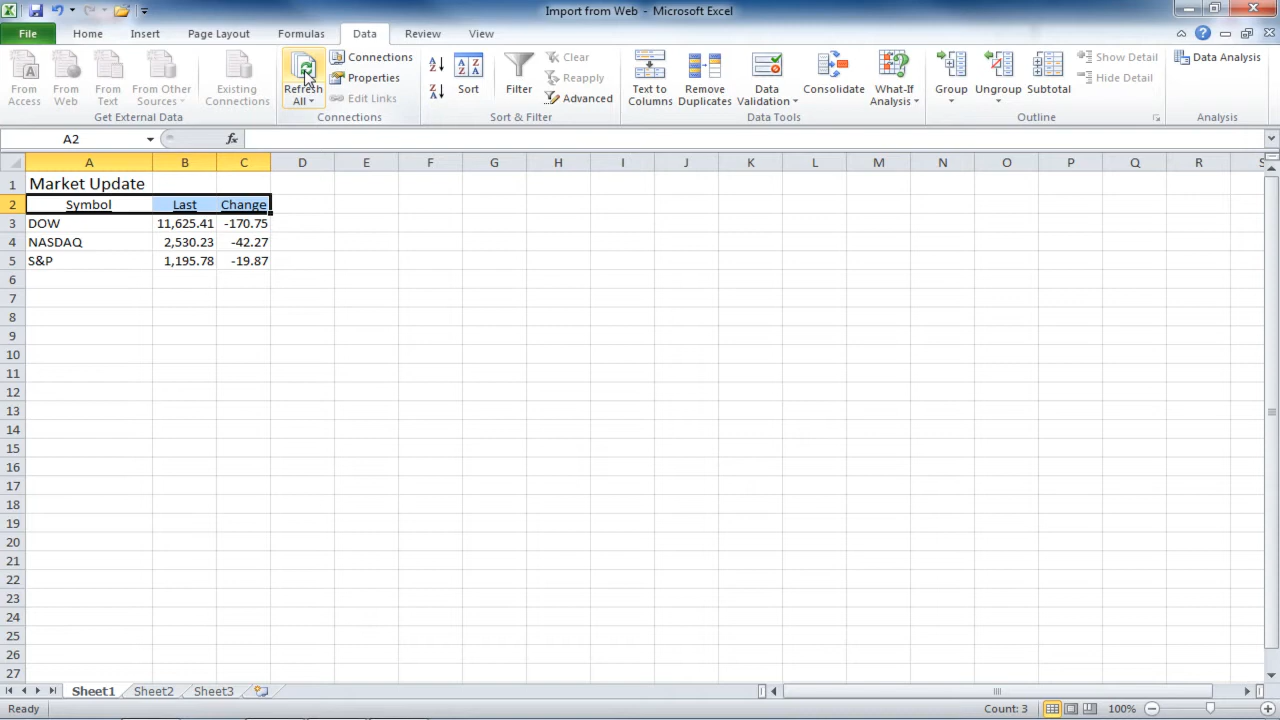 Import from Web - Microsoft Excel
File Home Insert Page Layout Formulas Data Review View
From Access
From Web
From Text
From Other Sources
Existing Connections
Get External Data
Refresh All
Connections
Properties
Edit Links
Connections
Sort
Filter
Clear
Reapply
Advanced
Sort & Filter
Text to Columns
Remove Duplicates
Data Validation
Consolidate
What-If Analysis
Data Tools
Group
Ungroup
Subtotal
Show Detail
Hide Detail
Outline
Data Analysis
Analysis
A2 fx
A B C D E F G H I J K L M N O P Q R S
1 Market Update
2 Symbol Last Change
3 DOW 11,625.41 -170.75
4 NASDAQ 2,530.23 -42.27
5 S&P 1,195.78 -19.87
6
7
8
9
10
11
12
13
14
15
16
17
18
19
20
21
22
23
24
25
26
27
Sheet1 Sheet2 Sheet3
Ready Count: 3 100%